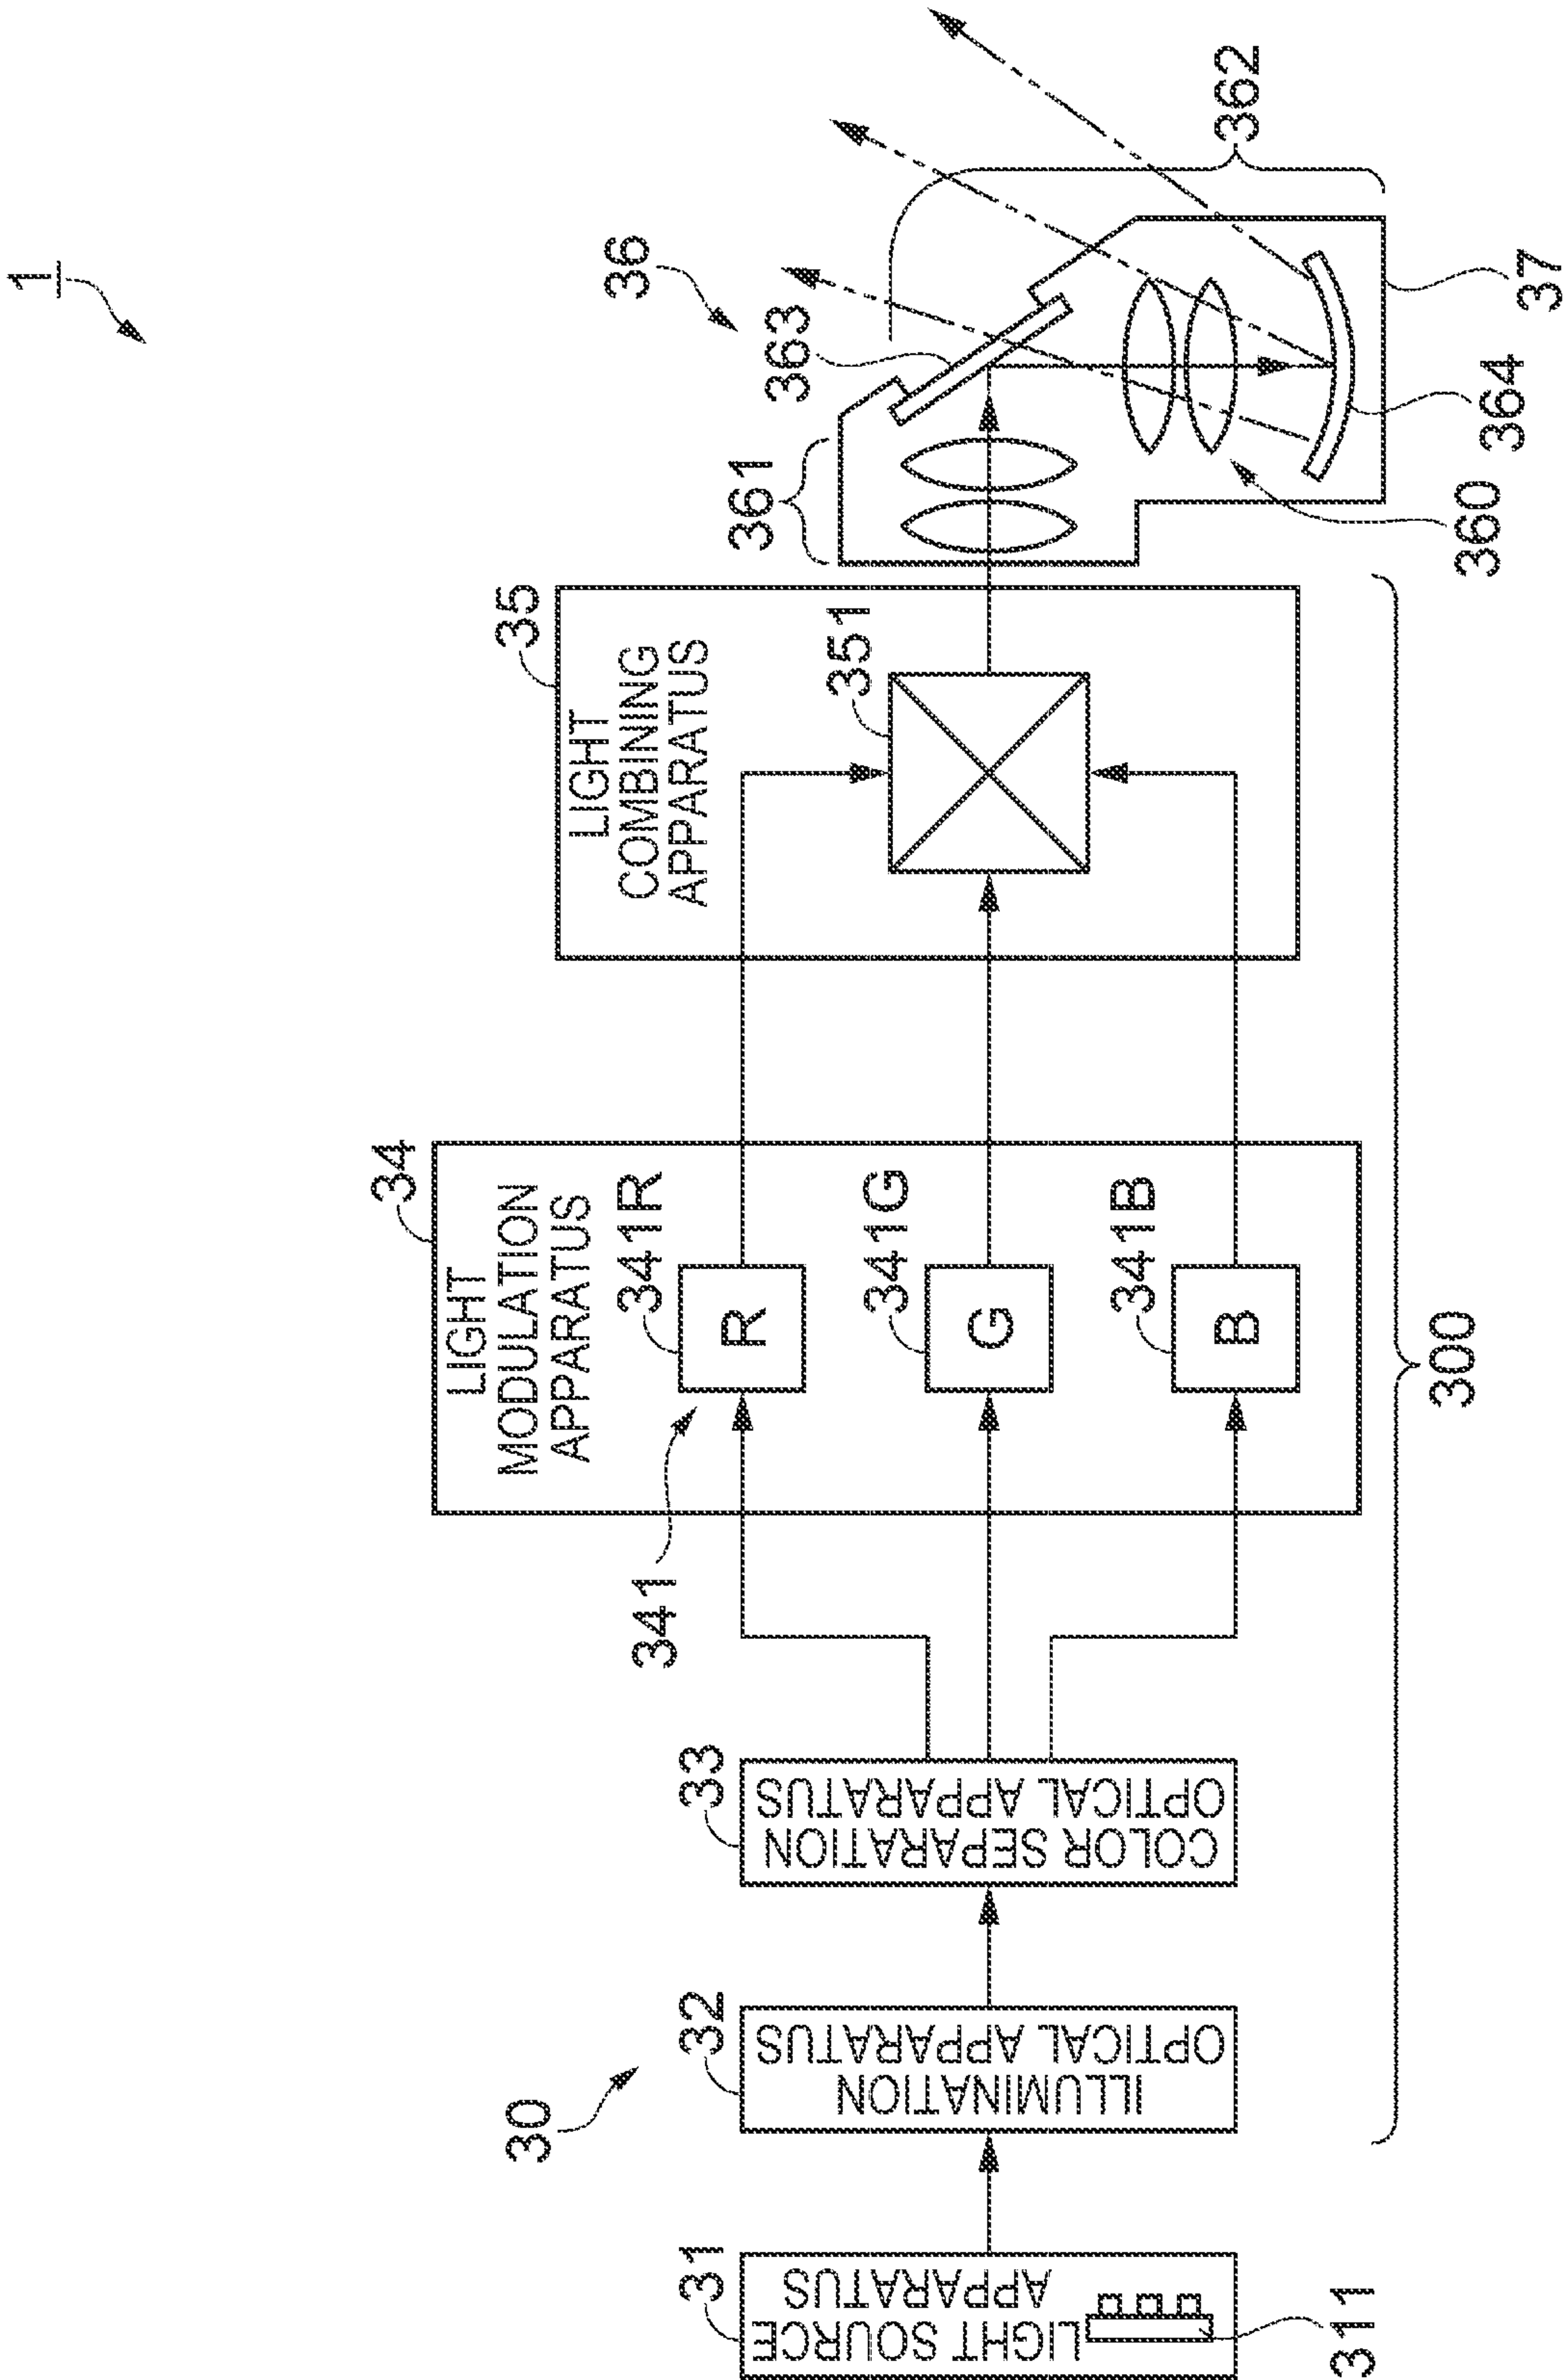 1
30
31
LIGHT SOURCE
APPARATUS
311
32
ILLUMINATION
OPTICAL APPARATUS
33
COLOR SEPARATION
OPTICAL APPARATUS
34
LIGHT
MODULATION
APPARATUS
341
341R
R
341G
G
341B
B
300
35
LIGHT
COMBINING
APPARATUS
351
36
361
363
362
360
364
37